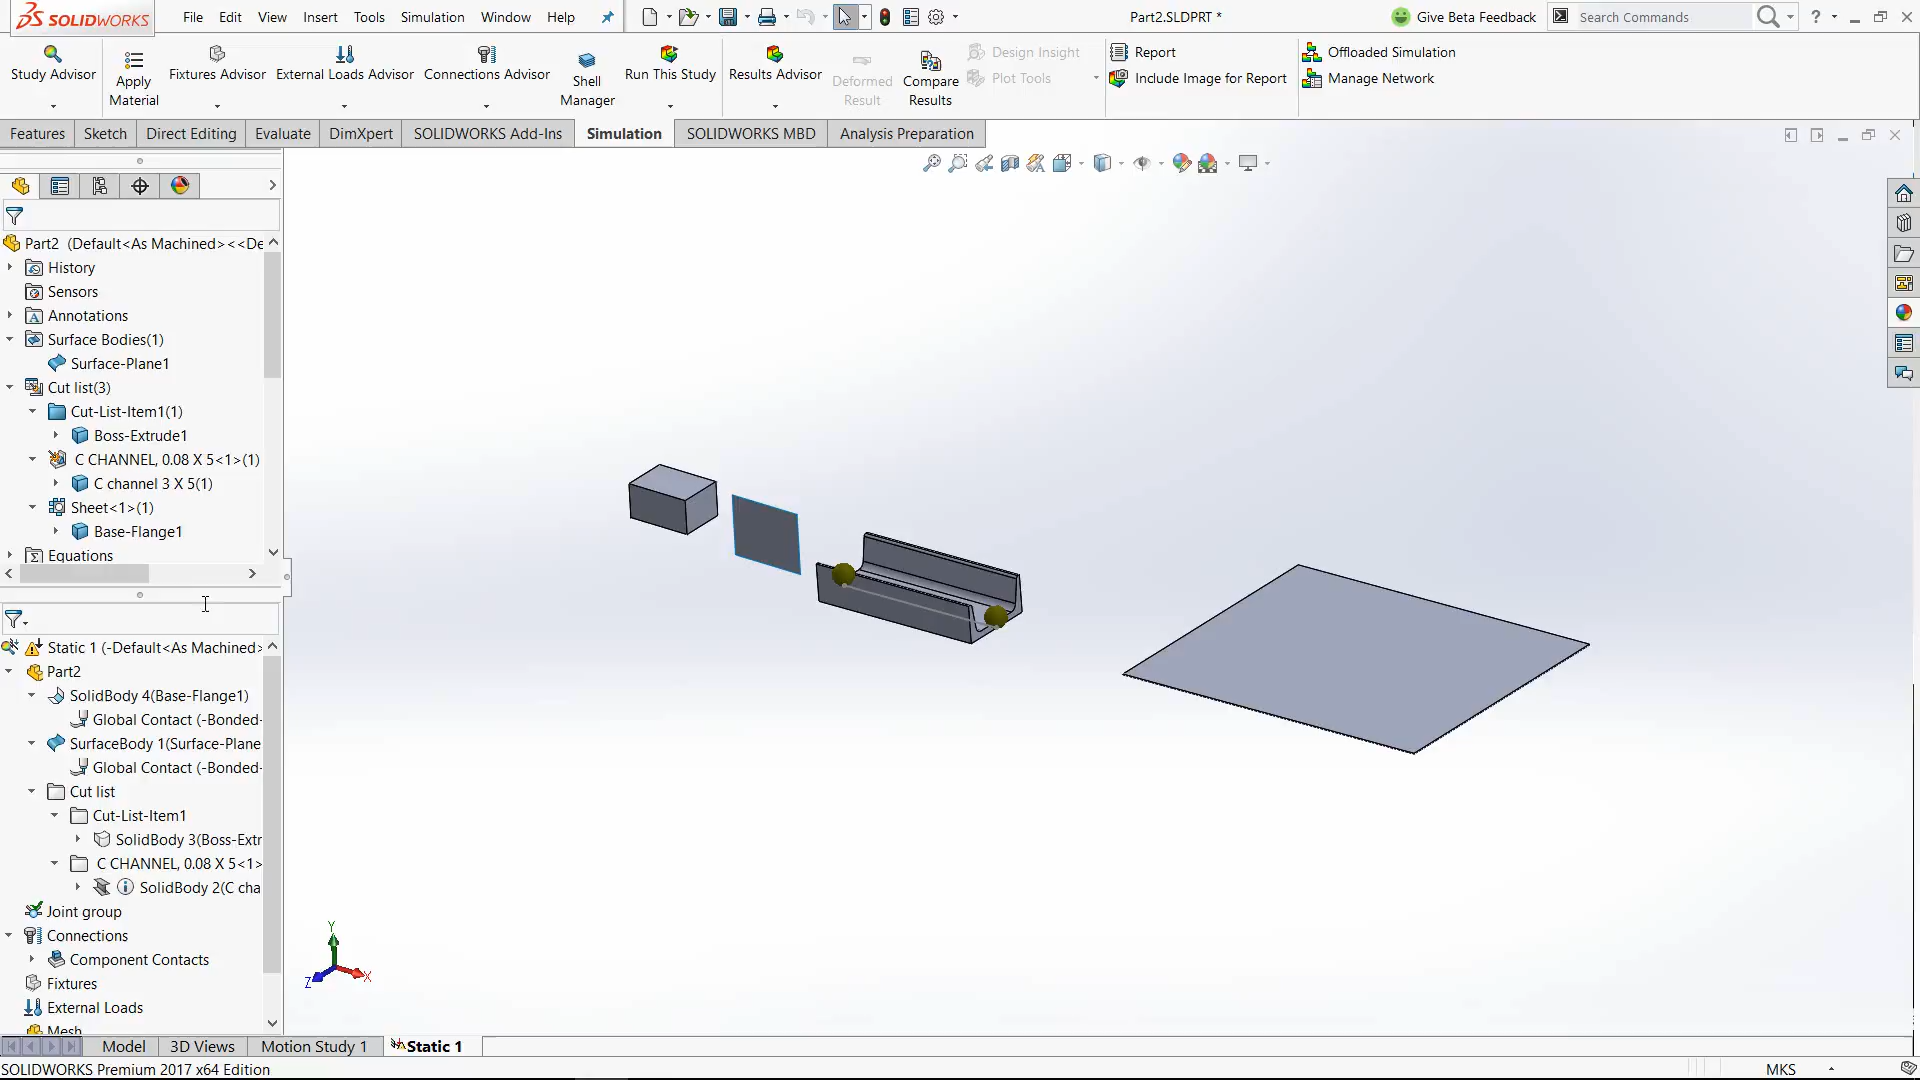 SOLIDWORKS
File Edit View Insert Tools Simulation Window Help
Part2.SLDPRT *
Give Beta Feedback
Search Commands
?
Study Advisor
Apply Material
Fixtures Advisor
External Loads Advisor
Connections Advisor
Shell Manager
Run This Study
Results Advisor
Deformed Result
Compare Results
Design Insight
Plot Tools
Report
Include Image for Report
Offloaded Simulation
Manage Network
Features Sketch Direct Editing Evaluate DimXpert SOLIDWORKS Add-Ins Simulation SOLIDWORKS MBD Analysis Preparation
Part2 (Default<As Machined><<De
History
Sensors
Annotations
Surface Bodies(1)
Surface-Plane1
Cut list(3)
Cut-List-Item1(1)
Boss-Extrude1
C CHANNEL, 0.08 X 5<1>(1)
C channel 3 X 5(1)
Sheet<1>(1)
Base-Flange1
Equations
Static 1 (-Default<As Machined>
Part2
SolidBody 4(Base-Flange1)
Global Contact (-Bonded-
SurfaceBody 1(Surface-Plane
Global Contact (-Bonded-
Cut list
Cut-List-Item1
SolidBody 3(Boss-Extr
C CHANNEL, 0.08 X 5<1>
SolidBody 2(C cha
Joint group
Connections
Component Contacts
Fixtures
External Loads
Mesh
Y
Z X
Model 3D Views Motion Study 1 Static 1
SOLIDWORKS Premium 2017 x64 Edition
MKS